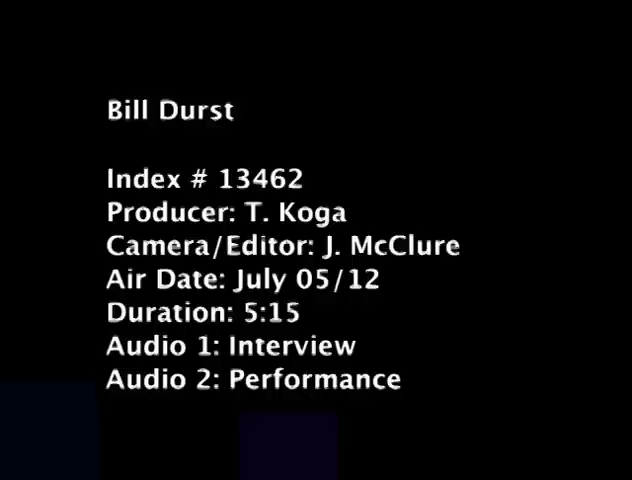 Bill Durst
Index # 13462
Producer: T. Koga
Camera/Editor: J. McClure
Air Date: July 05/12
Duration: 5:15
Audio 1: Interview
Audio 2: Performance